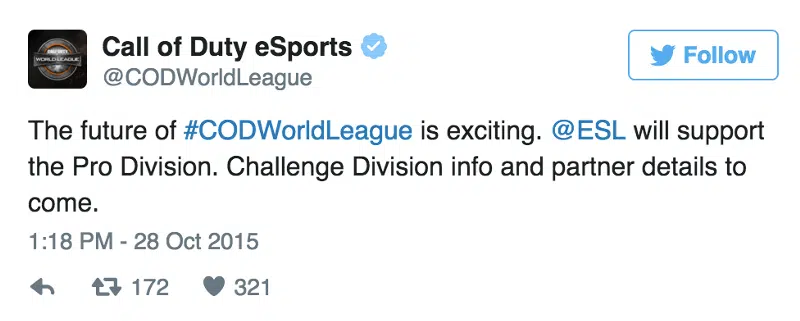 Call of Duty eSports
@CODWorldLeague
Follow
The future of #CODWorldLeague is exciting. @ESL will support
the Pro Division. Challenge Division info and partner details to
come.
1:18 PM - 28 Oct 2015
172 321
WORLD LEAGUE